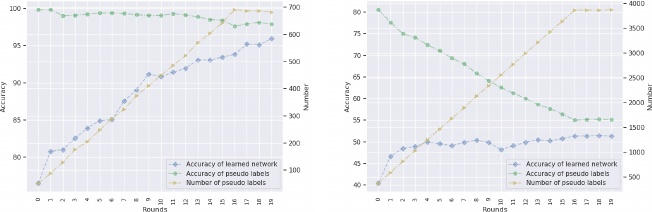 100
95
90
85
80
Accuracy
700
600
500
400
300
200
100
Number
0 1 2 3 4 5 6 7 8 9 10 11 12 13 14 15 16 17 18 19
Rounds
Accuracy of learned network
Accuracy of pseudo labels
Number of pseudo labels
80
75
70
65
60
55
50
45
40
Accuracy
4000
3500
3000
2500
2000
1500
1000
500
Number
0 1 2 3 4 5 6 7 8 9 10 11 12 13 14 15 16 17 18 19
Rounds
Accuracy of learned network
Accuracy of pseudo labels
Number of pseudo labels